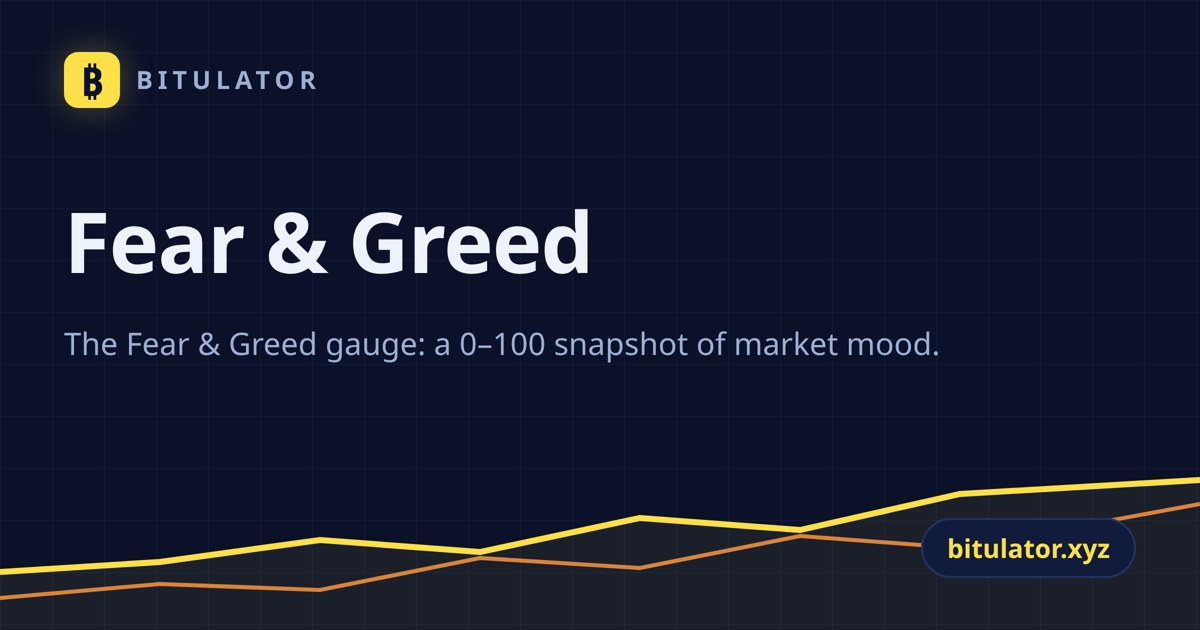 BITULATOR
Fear & Greed
The Fear & Greed gauge: a 0–100 snapshot of market mood.
bitulator.xyz